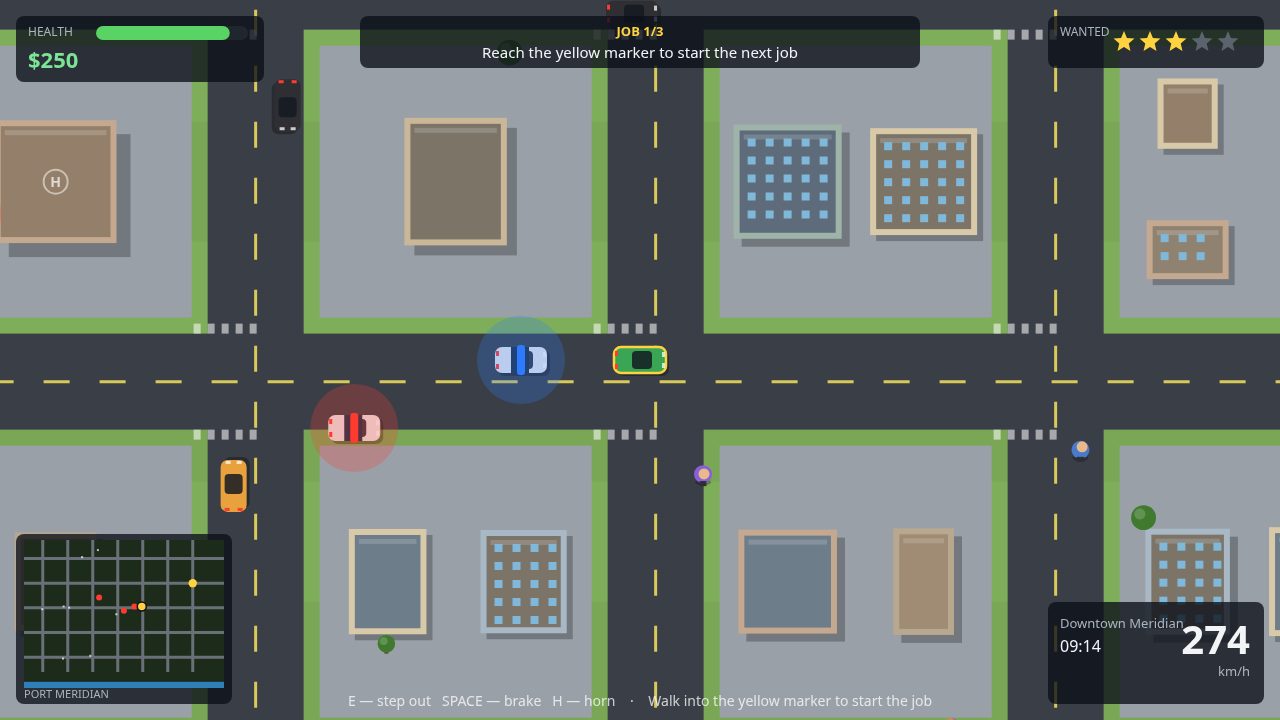 HEALTH
$250
JOB 1/3
Reach the yellow marker to start the next job
WANTED
H
PORT MERIDIAN
Downtown Meridian
09:14
274
km/h
E — step out SPACE — brake H — horn · Walk into the yellow marker to start the job